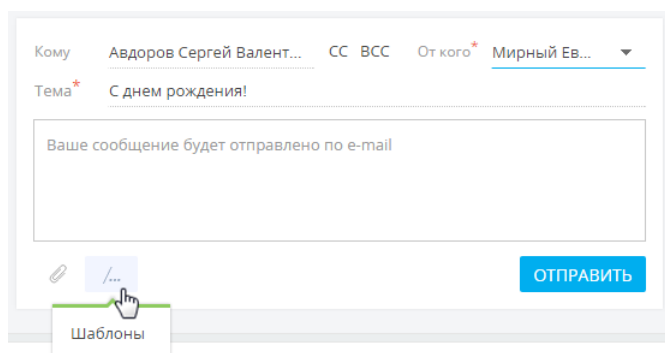 Кому Авдоров Сергей Валент... CC BCC От кого* Мирный Ев...
Тема* С днем рождения!
Ваше сообщение будет отправлено по e-mail
/... ОТПРАВИТЬ
Шаблоны